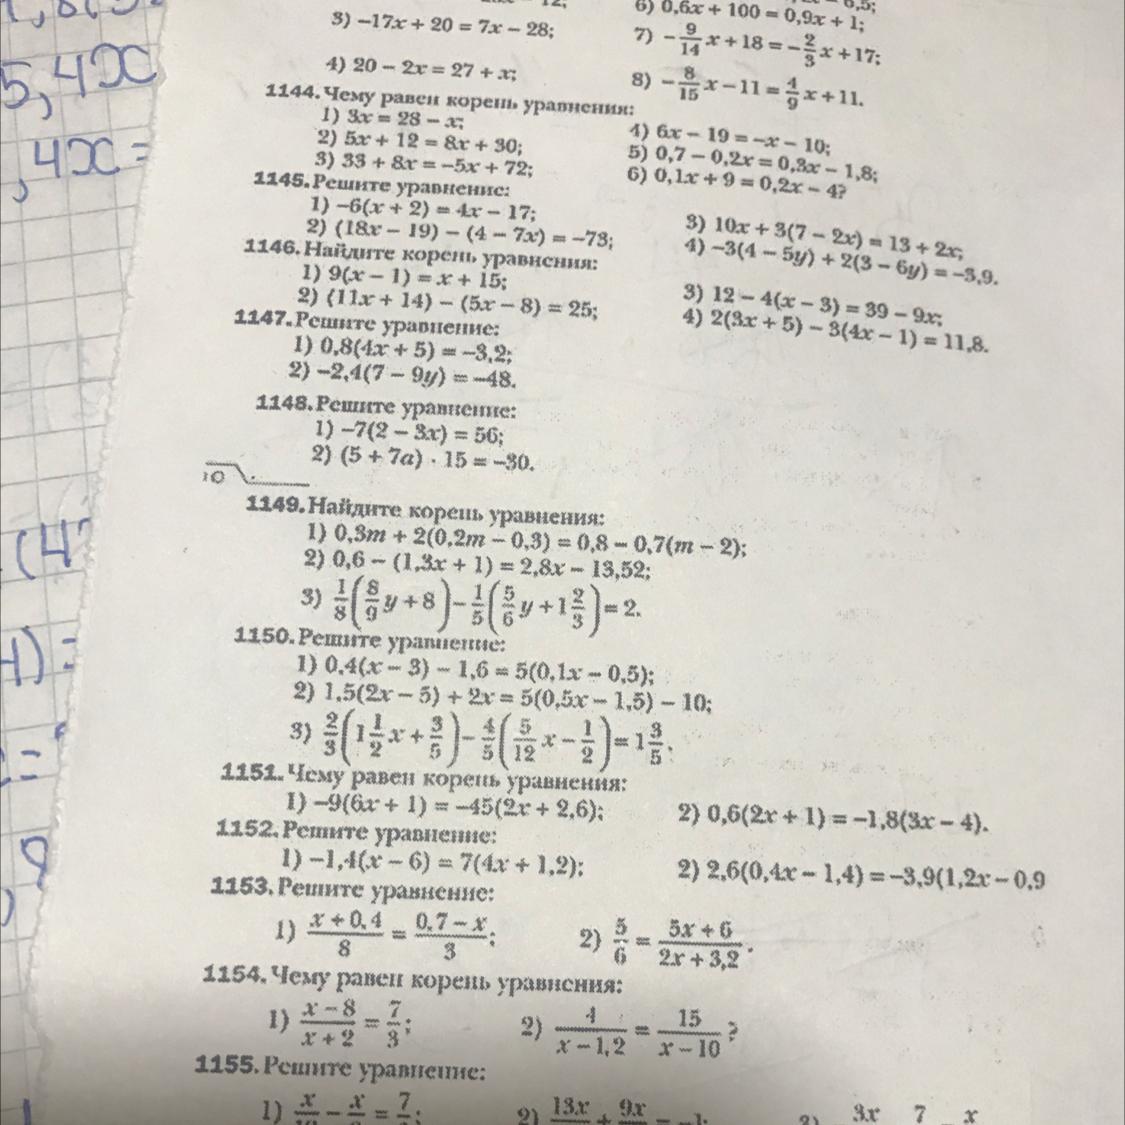 5,4x
,4x =
3) –17x + 20 = 7x – 28;
4) 20 – 2x = 27 + x;
6) 0,6x + 100 = 0,9x + 1;
7) –9/14 x + 18 = –2/3 x + 17;
8) –8/15 x – 11 = 4/9 x + 11.
1144. Чему равен корень уравнения:
1) 3x = 28 – x;
2) 5x + 12 = 8x + 30;
3) 33 + 8x = –5x + 72;
4) 6x – 19 = –x – 10;
5) 0,7 – 0,2x = 0,3x – 1,8;
6) 0,1x + 9 = 0,2x – 4?
1145. Решите уравнение:
1) –6(x + 2) = 4x – 17;
2) (18x – 19) – (4 – 7x) = –73;
3) 10x + 3(7 – 2x) = 13 + 2x;
4) –3(4 – 5y) + 2(3 – 6y) = –3,9.
1146. Найдите корень уравнения:
1) 9(x – 1) = x + 15;
2) (11x + 14) – (5x – 8) = 25;
3) 12 – 4(x – 3) = 39 – 9x;
4) 2(3x + 5) – 3(4x – 1) = 11,8.
1147. Решите уравнение:
1) 0,8(4x + 5) = –3,2;
2) –2,4(7 – 9y) = –48.
1148. Решите уравнение:
1) –7(2 – 3x) = 56;
2) (5 + 7a) · 15 = –30.
1149. Найдите корень уравнения:
1) 0,3m + 2(0,2m – 0,3) = 0,8 – 0,7(m – 2);
2) 0,6 – (1,3x + 1) = 2,8x – 13,52;
3) 1/8(8/9 y + 8) – 1/5(5/6 y + 1 2/3) = 2.
1150. Решите уравнение:
1) 0,4(x – 3) – 1,6 = 5(0,1x – 0,5);
2) 1,5(2x – 5) + 2x = 5(0,5x – 1,5) – 10;
3) 2/3(1 1/2 x + 3/5) – 4/5(5/12 x – 1/2) = 1 3/5.
1151. Чему равен корень уравнения:
1) –9(6x + 1) = –45(2x + 2,6);
2) 0,6(2x + 1) = –1,8(3x – 4).
1152. Решите уравнение:
1) –1,4(x – 6) = 7(4x + 1,2);
2) 2,6(0,4x – 1,4) = –3,9(1,2x – 0,9
1153. Решите уравнение:
1) (x + 0,4)/8 = (0,7 – x)/3;
2) 5/6 = (5x + 6)/(2x + 3,2).
1154. Чему равен корень уравнения:
1) (x – 8)/(x + 2) = 7/3;
2) 4/(x – 1,2) = 15/(x – 10)?
1155. Решите уравнение: